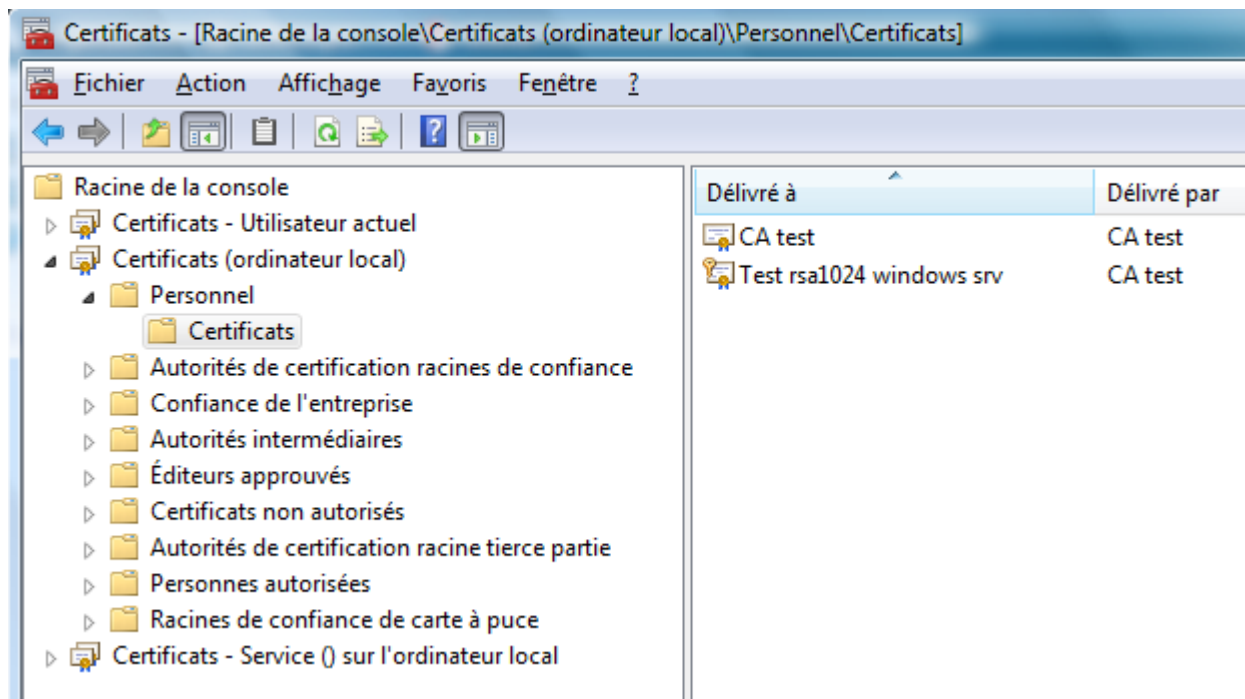 Certificats - [Racine de la console\Certificats (ordinateur local)\Personnel\Certificats]
Fichier Action Affichage Favoris Fenêtre ?
Racine de la console
Certificats - Utilisateur actuel
Certificats (ordinateur local)
Personnel
Certificats
Autorités de certification racines de confiance
Confiance de l'entreprise
Autorités intermédiaires
Éditeurs approuvés
Certificats non autorisés
Autorités de certification racine tierce partie
Personnes autorisées
Racines de confiance de carte à puce
Certificats - Service () sur l'ordinateur local
Délivré à Délivré par
CA test CA test
Test rsa1024 windows srv CA test